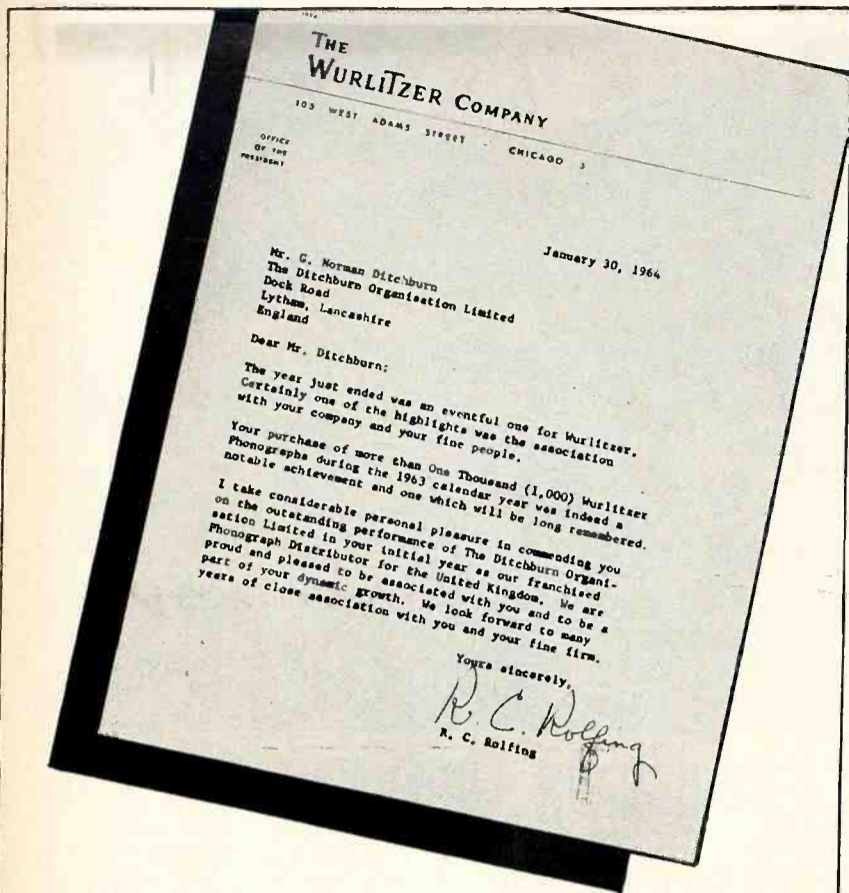 THE
WURLITZER COMPANY
105 WEST ADAMS STREET CHICAGO 3
OFFICE
OF THE
PRESIDENT
January 30, 1964
Mr. G. Norman Ditchburn
The Ditchburn Organisation Limited
Dock Road
Lytham, Lancashire
England
Dear Mr. Ditchburn:
The year just ended was an eventful one for Wurlitzer.
Certainly one of the highlights was the association
with your company and your fine people.
Your purchase of more than One Thousand (1,000) Wurlitzer
Phonographs during the 1963 calendar year was indeed a
notable achievement and one which will be long remembered.
I take considerable personal pleasure in commending you
on the outstanding performance of The Ditchburn Organi-
sation Limited in your initial year as our franchised
Phonograph Distributor for the United Kingdom. We are
proud and pleased to be associated with you and to be a
part of your dynamic growth. We look forward to many
years of close association with you and your fine firm.
Yours sincerely,
R. C. Rolfing
R. C. Rolfing